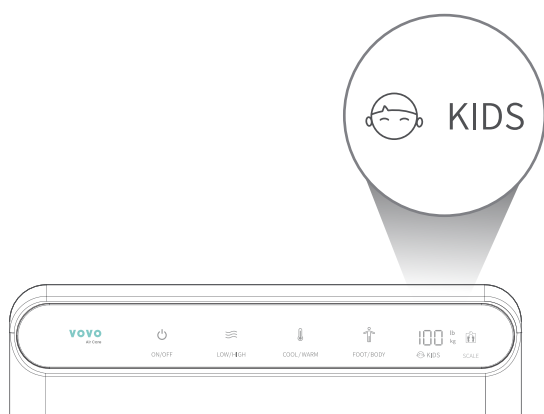 KIDS
VOVO
Air Care
ON/OFF
LOW/HIGH
COOL/WARM
FOOT/BODY
100 lb kg
KIDS
SCALE